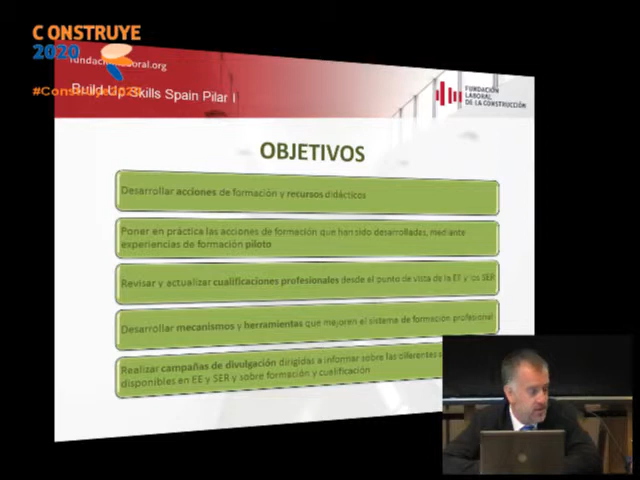 CONSTRUYE
2020
fundacionlaboral.org
#Construye2020
Build Up Skills Spain Pilar I
FUNDACIÓN
LABORAL
DE LA CONSTRUCCIÓN
OBJETIVOS
Desarrollar acciones de formación y recursos didácticos
Poner en práctica las acciones de formación que han sido desarrolladas, mediante
experiencias de formación piloto
Revisar y actualizar cualificaciones profesionales desde el punto de vista de la EE y los SER
Desarrollar mecanismos y herramientas que mejoren el sistema de formación profesional
Realizar campañas de divulgación dirigidas a informar sobre las diferentes
disponibles en EE y SER y sobre formación y cualificación